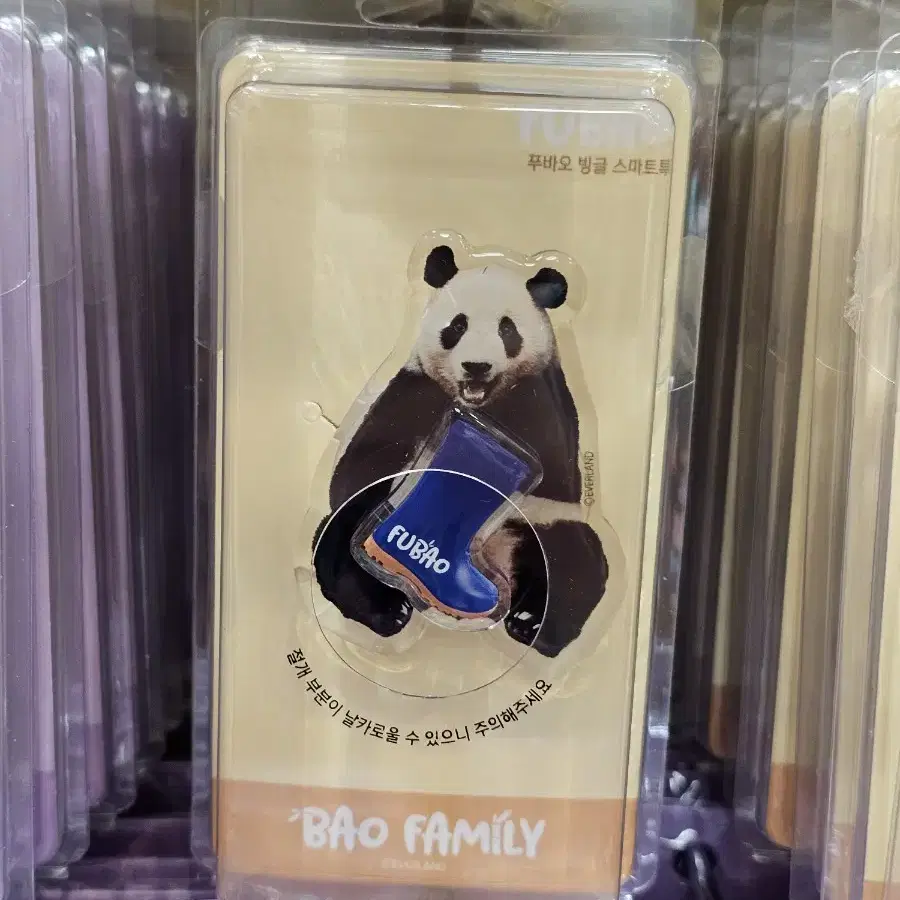 푸바오 빙글 스마트톡
©EVERLAND
FUBAO
절개 부분이 날카로울 수 있으니 주의해주세요
BAO FAMILY
©EVERLAND